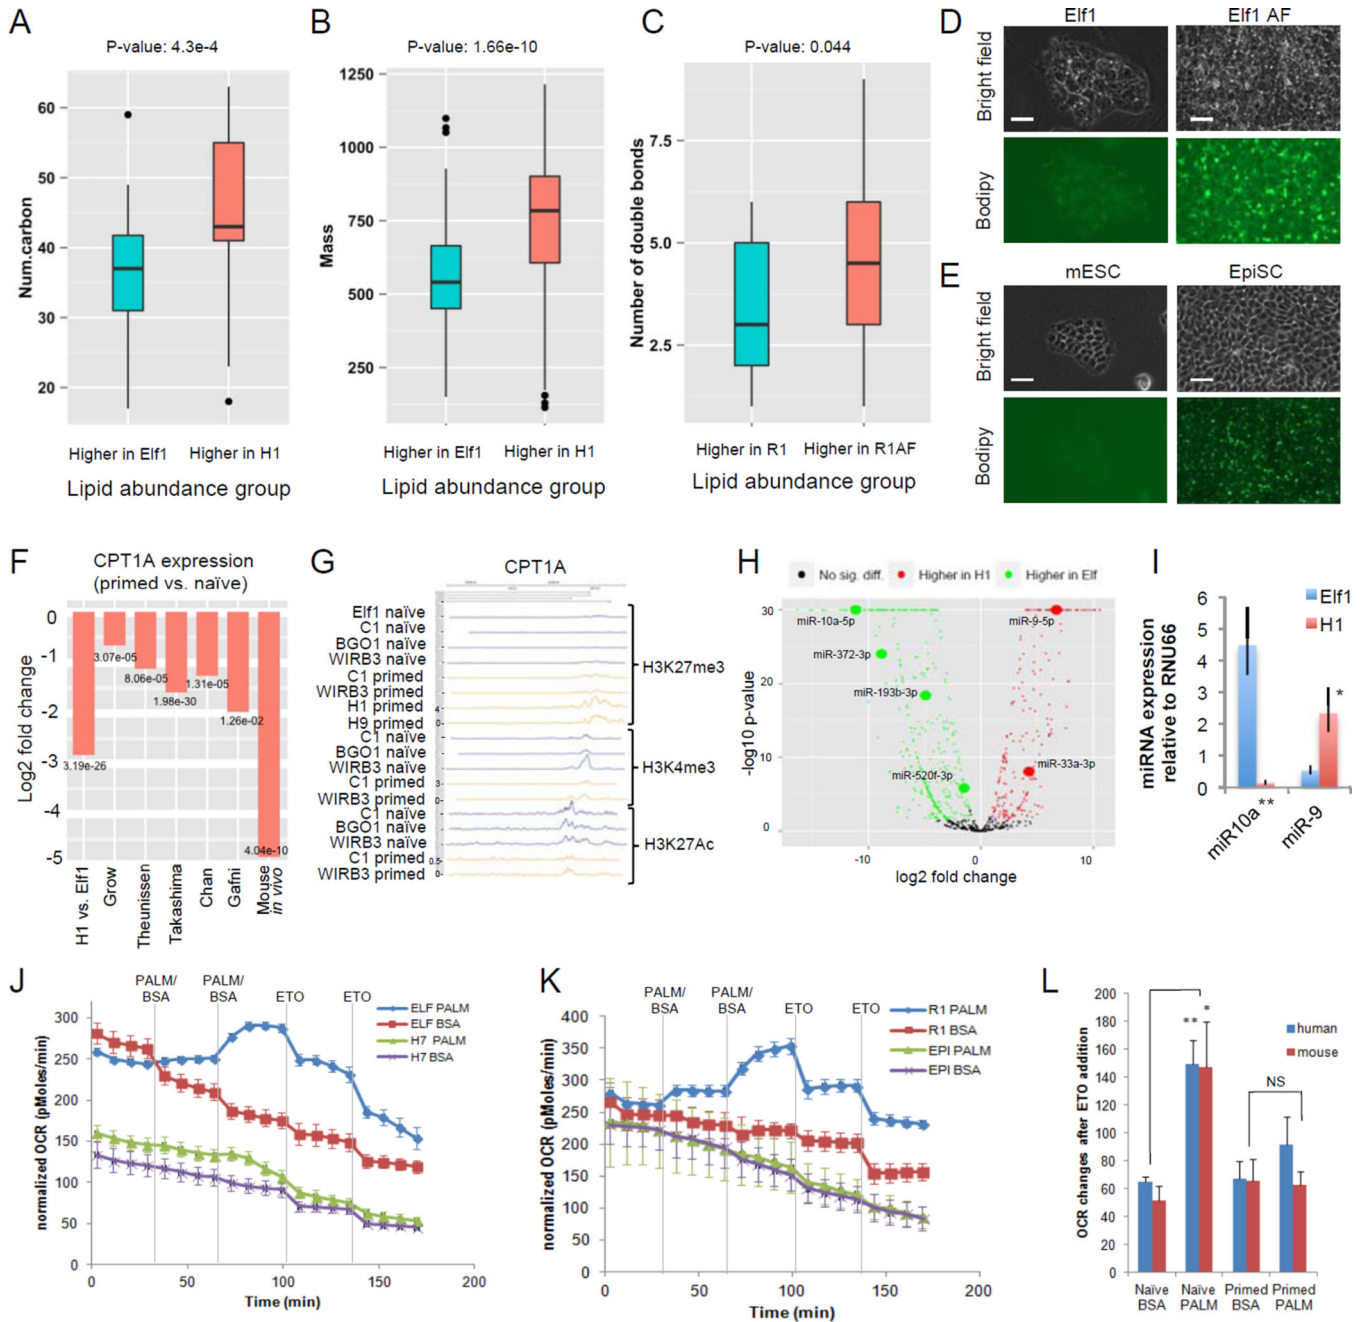 A
P-value: 4.3e-4
Num.carbon
60
50
40
30
20
Higher in Elf1
Higher in H1
Lipid abundance group
B
P-value: 1.66e-10
Mass
1250
1000
750
500
250
Higher in Elf1
Higher in H1
Lipid abundance group
C
P-value: 0.044
Number of double bonds
7.5
5.0
2.5
Higher in R1
Higher in R1AF
Lipid abundance group
D
Elf1
Elf1 AF
Bright field
Bodipy
E
mESC
EpiSC
Bright field
Bodipy
F
CPT1A expression
(primed vs. naïve)
Log2 fold change
0
-1
-2
-3
-4
-5
3.19e-26
3.07e-05
8.06e-05
1.98e-30
1.31e-05
1.26e-02
4.04e-10
H1 vs. Elf1
Grow
Theunissen
Takashima
Chan
Gafni
Mouse
in vivo
G
CPT1A
Elf1 naïve
C1 naïve
BGO1 naïve
WIRB3 naïve
C1 primed
WIRB3 primed
H1 primed
H9 primed
H3K27me3
C1 naïve
BGO1 naïve
WIRB3 naïve
C1 primed
WIRB3 primed
H3K4me3
C1 naïve
BGO1 naïve
WIRB3 naïve
C1 primed
WIRB3 primed
H3K27Ac
4
0
3
0
0.5
0
H
No sig. diff.
Higher in H1
Higher in Elf
-log10 p-value
30
20
10
0
miR-10a-5p
miR-9-5p
miR-372-3p
miR-193b-3p
miR-33a-3p
miR-520f-3p
-10
0
10
log2 fold change
I
miRNA expression
relative to RNU66
6
5
4
3
2
1
0
Elf1
H1
*
**
miR10a
miR-9
J
PALM/
BSA
PALM/
BSA
ETO
ETO
ELF PALM
ELF BSA
H7 PALM
H7 BSA
normalized OCR (pMoles/min)
300
250
200
150
100
50
0
0
50
100
150
200
Time (min)
K
PALM/
BSA
PALM/
BSA
ETO
ETO
R1 PALM
R1 BSA
EPI PALM
EPI BSA
normalized OCR (pMoles/min)
400
350
300
250
200
150
100
50
0
0
50
100
150
200
Time (min)
L
OCR changes after ETO addition
200
180
160
140
120
100
80
60
40
20
0
**
*
NS
human
mouse
Naïve
BSA
Naïve
PALM
Primed
BSA
Primed
PALM